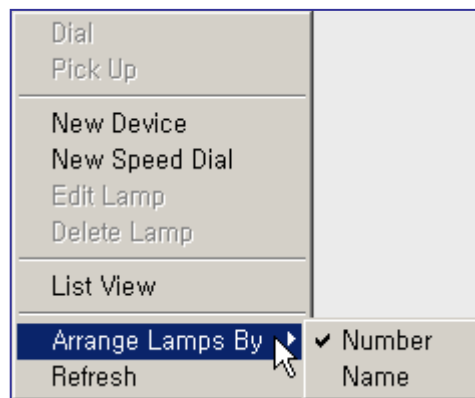 Dial
Pick Up
New Device
New Speed Dial
Edit Lamp
Delete Lamp
List View
Arrange Lamps By
Number
Refresh
Name